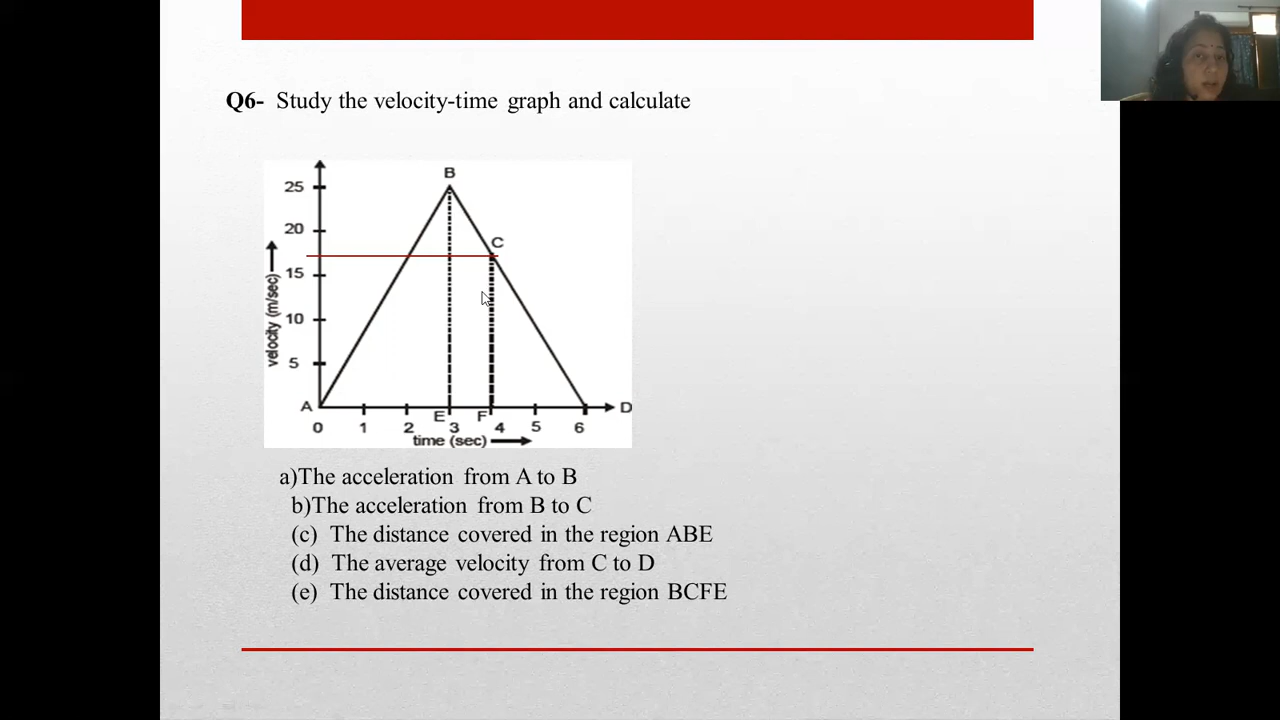 Q6- Study the velocity-time graph and calculate
B
25
20
C
15
velocity (m/sec)
10
5
A
D
E
F
0 1 2 3 4 5 6
time (sec)
a)The acceleration from A to B
b)The acceleration from B to C
(c) The distance covered in the region ABE
(d) The average velocity from C to D
(e) The distance covered in the region BCFE